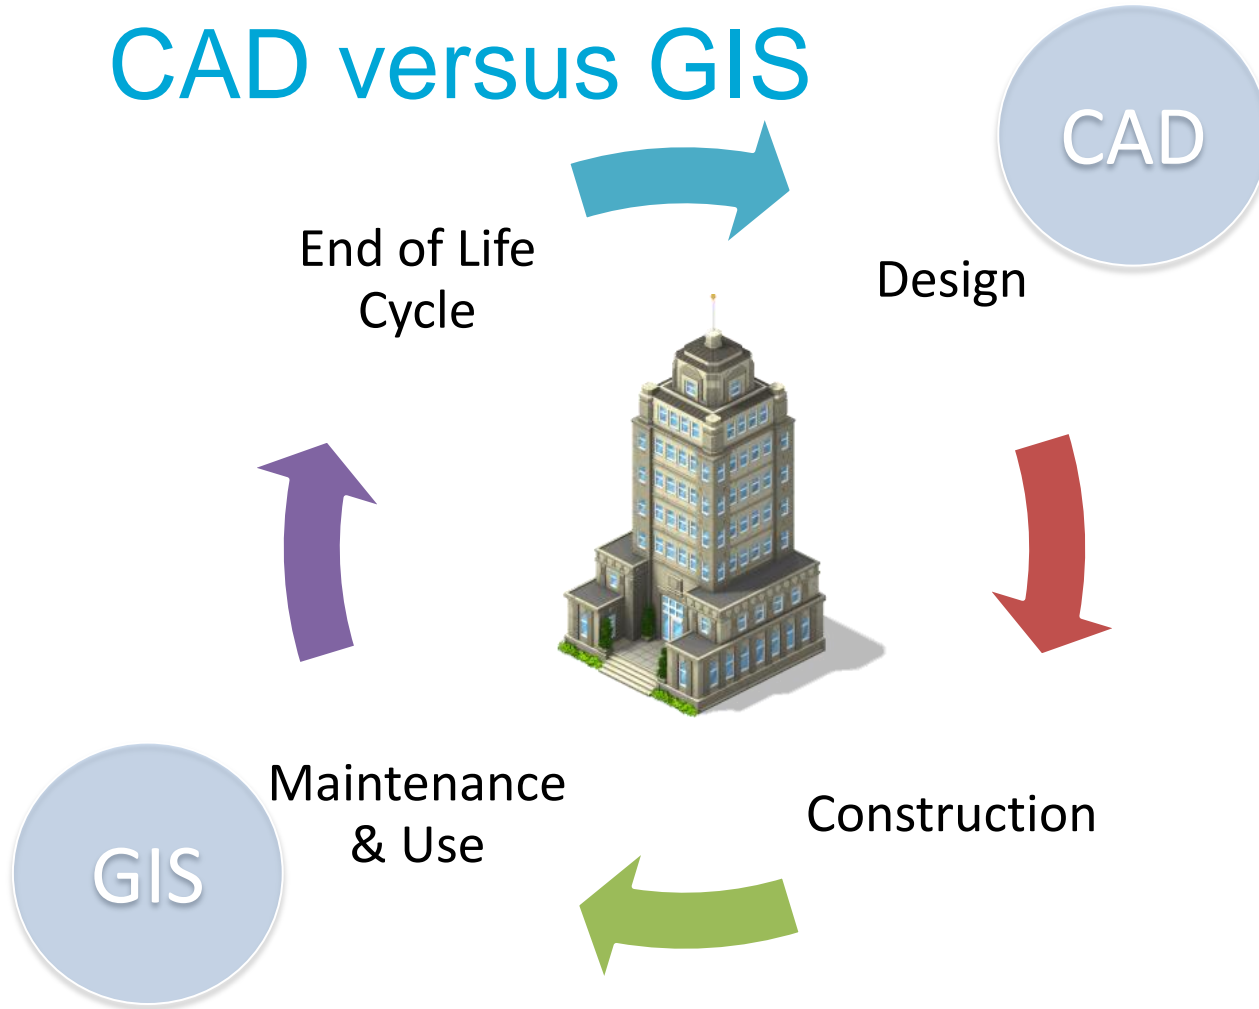 CAD versus GIS
CAD
End of Life
Cycle
Design
Maintenance
& Use
Construction
GIS